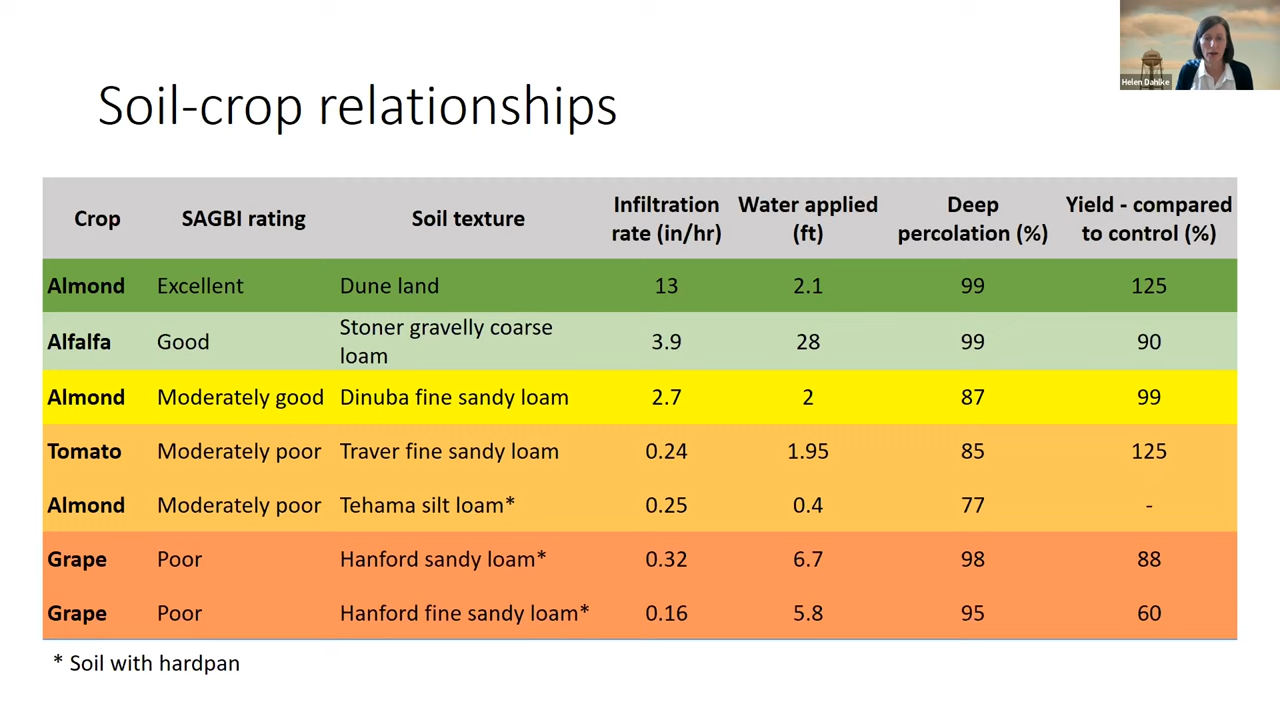 Helen Dahlke
Soil-crop relationships
Crop SAGBI rating Soil texture Infiltration rate (in/hr) Water applied (ft) Deep percolation (%) Yield - compared to control (%)
Almond Excellent Dune land 13 2.1 99 125
Alfalfa Good Stoner gravelly coarse loam 3.9 28 99 90
Almond Moderately good Dinuba fine sandy loam 2.7 2 87 99
Tomato Moderately poor Traver fine sandy loam 0.24 1.95 85 125
Almond Moderately poor Tehama silt loam* 0.25 0.4 77 -
Grape Poor Hanford sandy loam* 0.32 6.7 98 88
Grape Poor Hanford fine sandy loam* 0.16 5.8 95 60
* Soil with hardpan